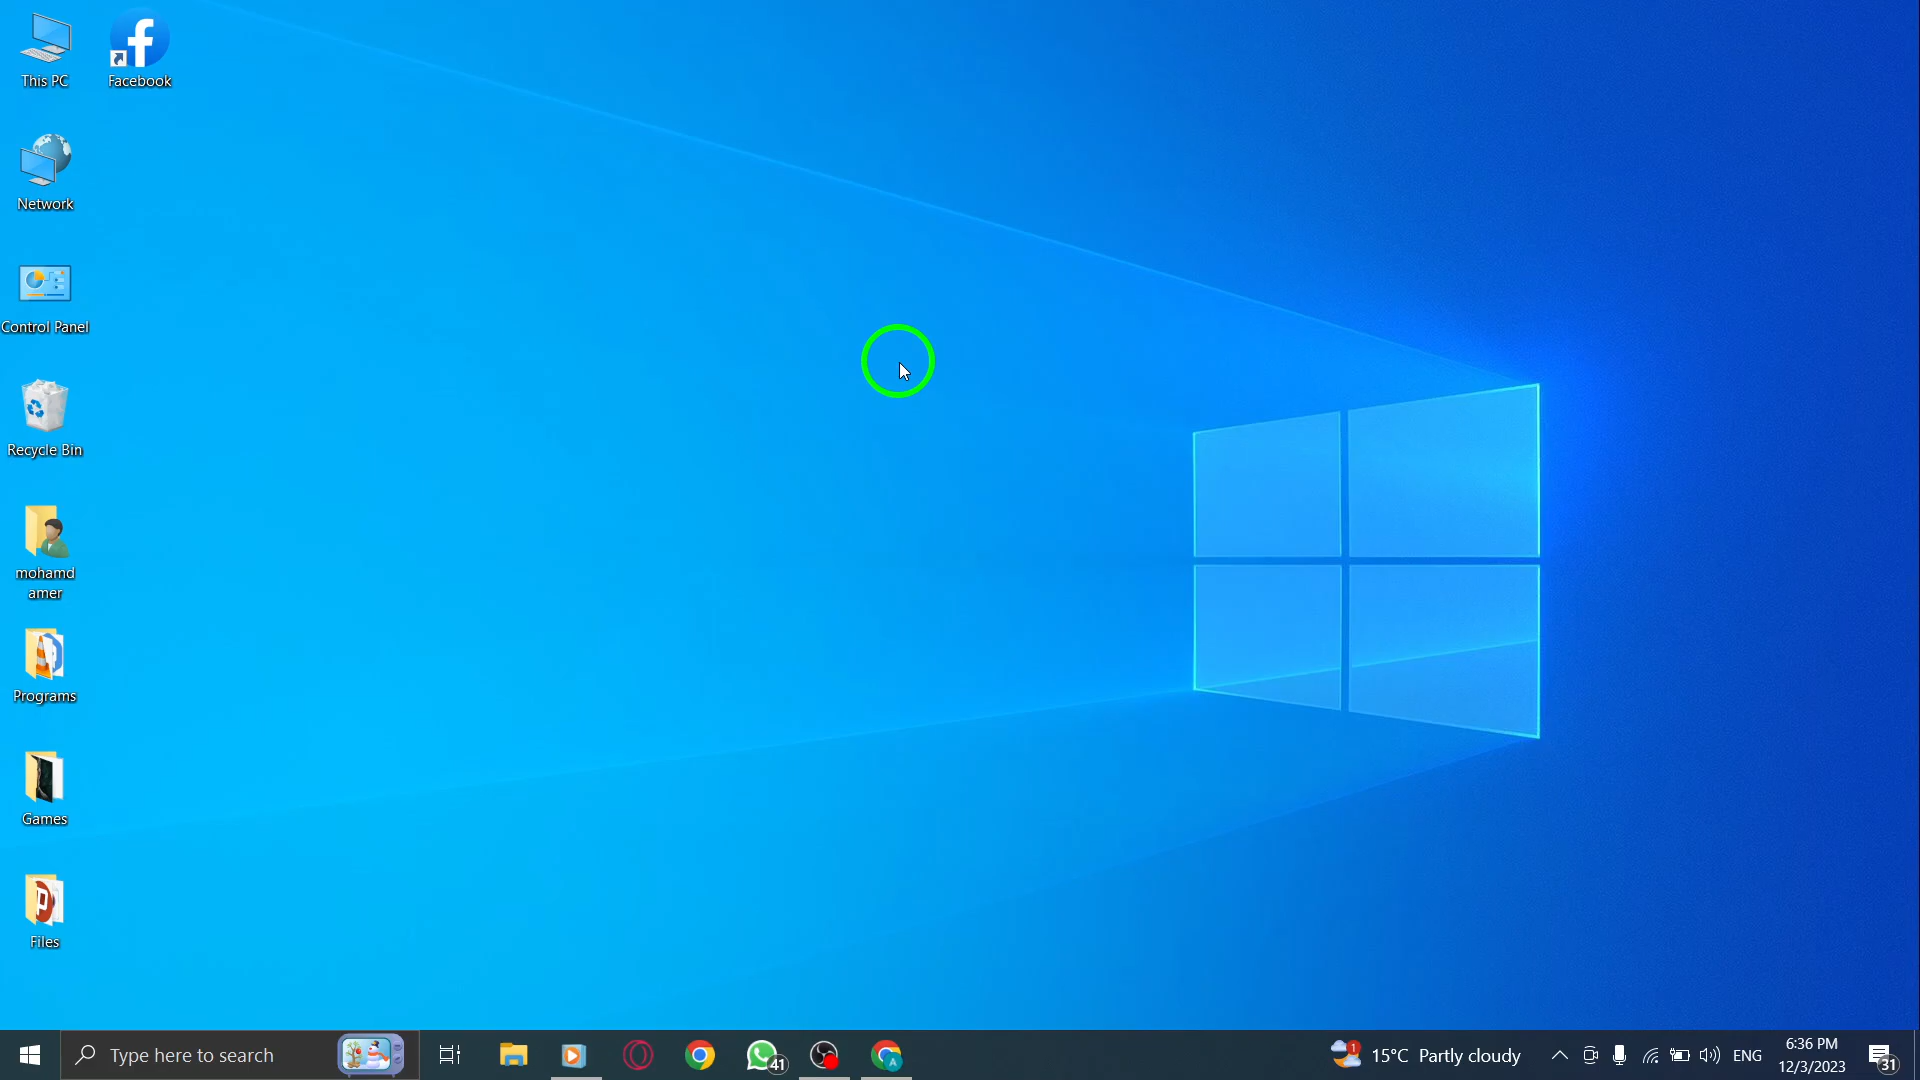 This PC
Facebook
Network
Control Panel
Recycle Bin
mohamd
amer
Programs
Games
Files
Type here to search
41
A
1
15°C Partly cloudy
ENG
6:36 PM
12/3/2023
31